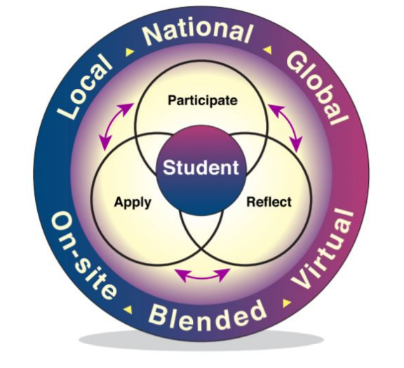 Local
National
Global
Participate
Student
Apply
Reflect
On-site
Blended
Virtual